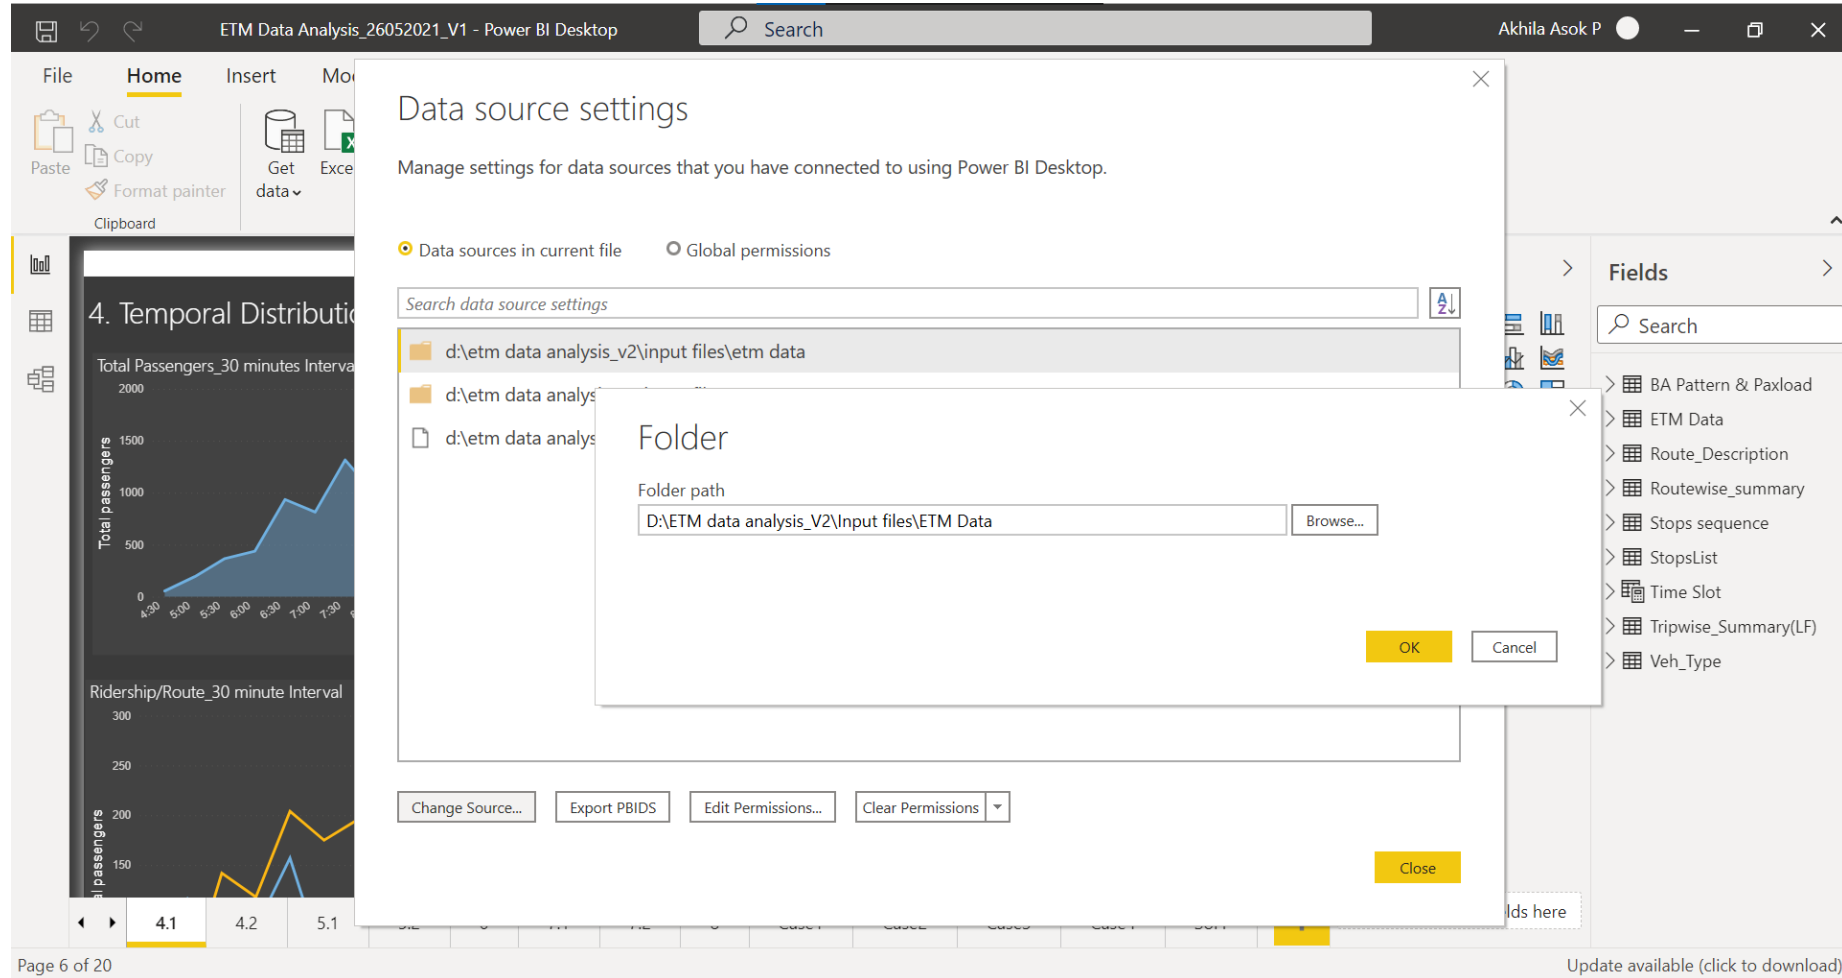 ETM Data Analysis_26052021_V1 - Power BI Desktop
Search
Akhila Asok P
File
Home
Insert
Data source settings
Manage settings for data sources that you have connected to using Power BI Desktop.
Paste
Cut
Copy
Format painter
Clipboard
Get
data
Data sources in current file
Global permissions
Search data source settings
d:\etm data analysis_v2\input files\etm data
d:\etm data analys
d:\etm data analys
Folder
Folder path
D:\ETM data analysis_V2\Input files\ETM Data
Browse...
OK
Cancel
Change Source...
Export PBIDS
Edit Permissions...
Clear Permissions
Close
4. Temporal Distributio
Total Passengers_30 minutes Interva
Total passengers
2000
1500
1000
500
0
4:30 5:00 5:30 6:00 6:30 7:00 7:30
Ridership/Route_30 minute Interval
300
250
200
150
al passengers
Fields
Search
BA Pattern & Paxload
ETM Data
Route_Description
Routewise_summary
Stops sequence
StopsList
Time Slot
Tripwise_Summary(LF)
Veh_Type
lds here
4.1
4.2
5.1
Page 6 of 20
Update available (click to download)